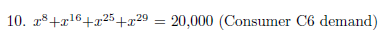 10. $x^{8}+x^{16}+x^{25}+x^{29} = 20,000$ (Consumer C6 demand)